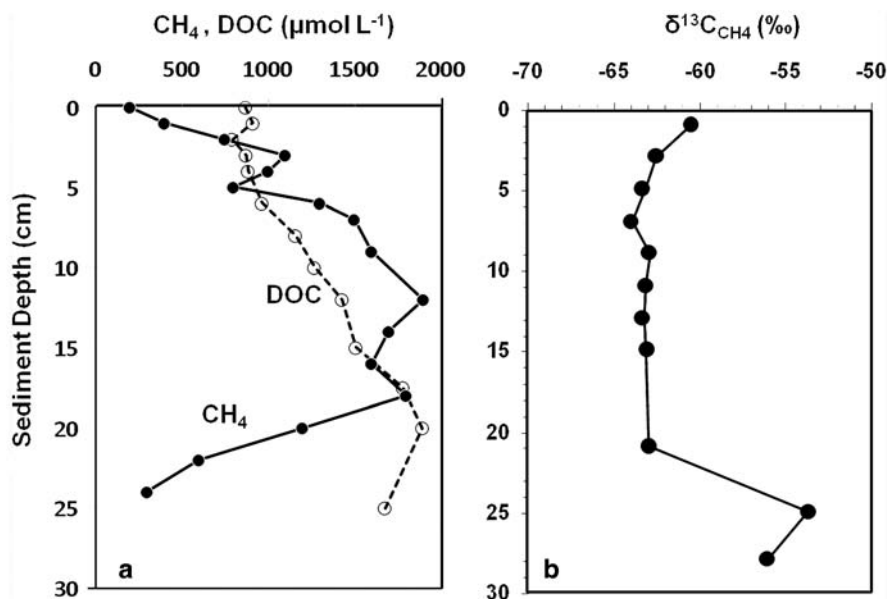 CH₄ , DOC (µmol L⁻¹)
0 500 1000 1500 2000
Sediment Depth (cm)
0
5
10
15
20
25
30
DOC
CH₄
a
δ¹³C_CH4 (‰)
-70 -65 -60 -55 -50
0
5
10
15
20
25
30
b